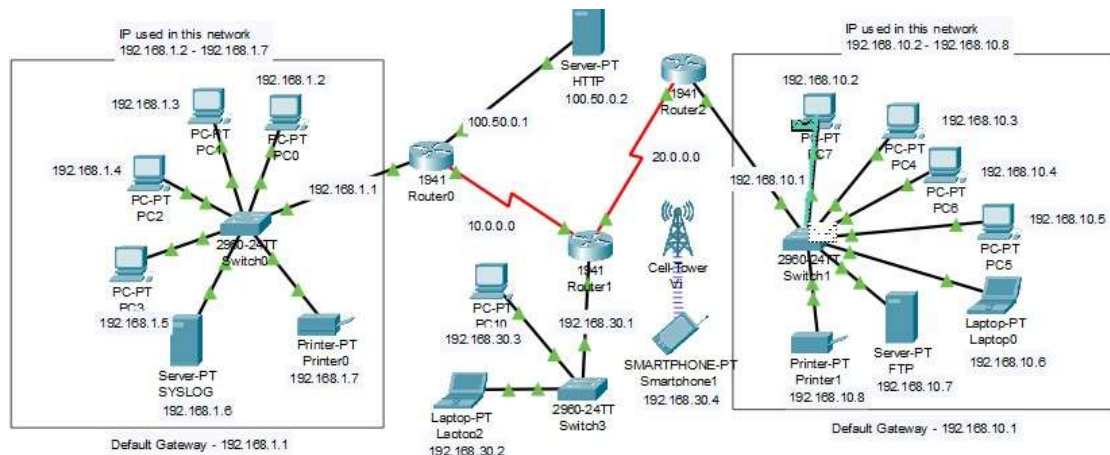 IP used in this network
192.168.1.2 - 192.168.1.7
192.168.1.2
192.168.1.3
PC-PT
PC-PT
PC0
192.168.1.4
PC-PT
PC2
192.168.1.1
2960-24TT
Switch0
PC-PT
PC3
192.168.1.5
Server-PT
SYSLOG
192.168.1.6
Printer-PT
Printer0
192.168.1.7
Default Gateway - 192.168.1.1
Server-PT
HTTP
100.50.0.2
100.50.0.1
1941
Router0
10.0.0.0
1941
Router2
20.0.0.0
1941
Router1
Cell-Tower
PC-PT
PC10
192.168.30.3
192.168.30.1
Laptop-PT
Laptop2
192.168.30.2
2960-24TT
Switch3
SMARTPHONE-PT
Smartphone1
192.168.30.4
IP used in this network
192.168.10.2 - 192.168.10.8
192.168.10.2
PC-PT
PC7
192.168.10.3
PC-PT
PC4
192.168.10.4
PC-PT
PC6
192.168.10.1
192.168.10.5
PC-PT
PC5
2960-24TT
Switch1
Laptop-PT
Laptop0
192.168.10.6
Server-PT
FTP
192.168.10.7
Printer-PT
Printer1
192.168.10.8
Default Gateway - 192.168.10.1